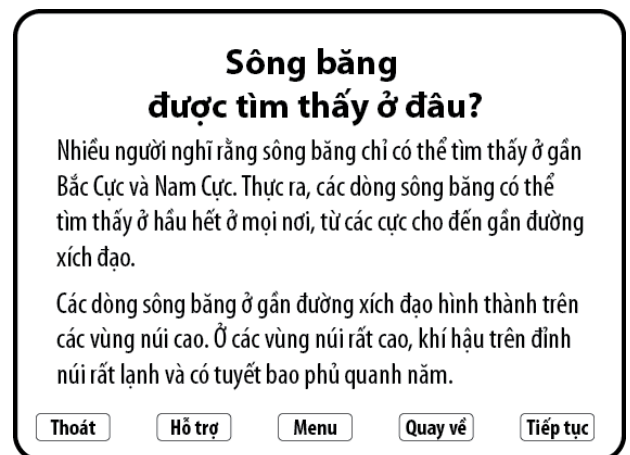 Sông băng
được tìm thấy ở đâu?
Nhiều người nghĩ rằng sông băng chỉ có thể tìm thấy ở gần
Bắc Cực và Nam Cực. Thực ra, các dòng sông băng có thể
tìm thấy ở hầu hết ở mọi nơi, từ các cực cho đến gần đường
xích đạo.
Các dòng sông băng ở gần đường xích đạo hình thành trên
các vùng núi cao. Ở các vùng núi rất cao, khí hậu trên đỉnh
núi rất lạnh và có tuyết bao phủ quanh năm.
Thoát Hỗ trợ Menu Quay về Tiếp tục